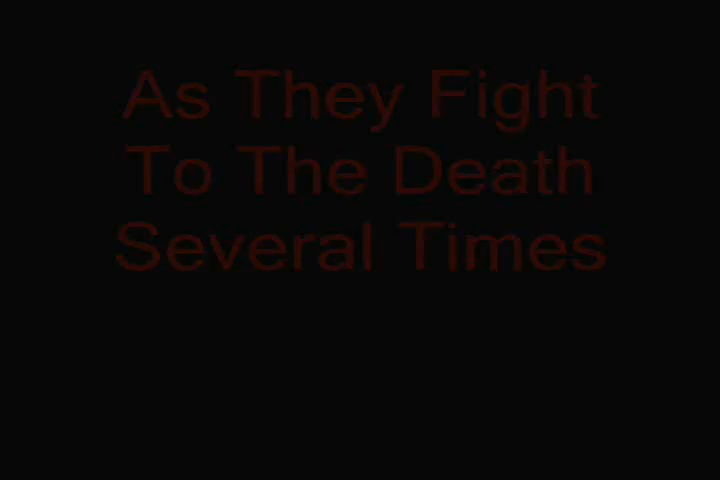 As They Fight
To The Death
Several Times